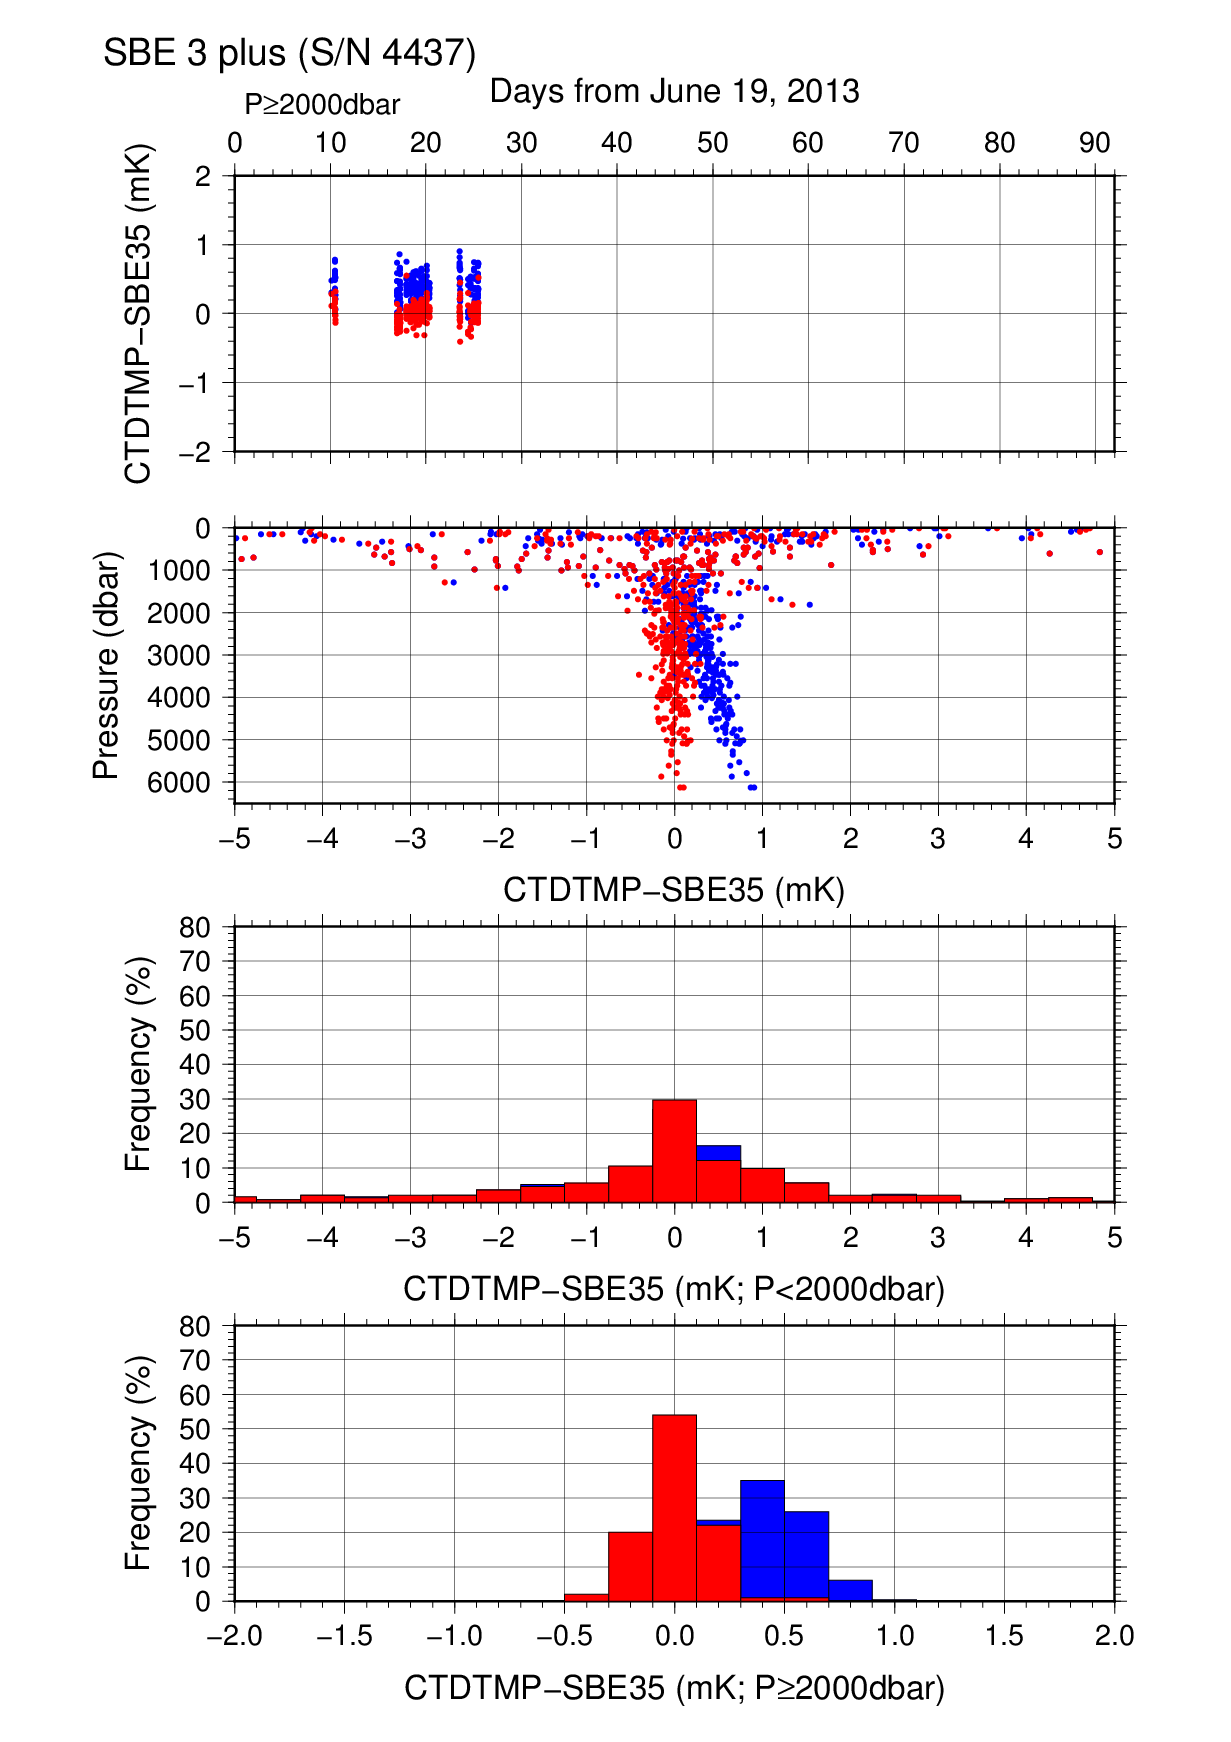 SBE 3 plus (S/N 4437)
Days from June 19, 2013
P≥2000dbar
0 10 20 30 40 50 60 70 80 90
CTDTMP−SBE35 (mK)
2
1
0
−1
−2
Pressure (dbar)
0
1000
2000
3000
4000
5000
6000
−5 −4 −3 −2 −1 0 1 2 3 4 5
CTDTMP−SBE35 (mK)
Frequency (%)
80
70
60
50
40
30
20
10
0
−5 −4 −3 −2 −1 0 1 2 3 4 5
CTDTMP−SBE35 (mK; P<2000dbar)
Frequency (%)
80
70
60
50
40
30
20
10
0
−2.0 −1.5 −1.0 −0.5 0.0 0.5 1.0 1.5 2.0
CTDTMP−SBE35 (mK; P≥2000dbar)